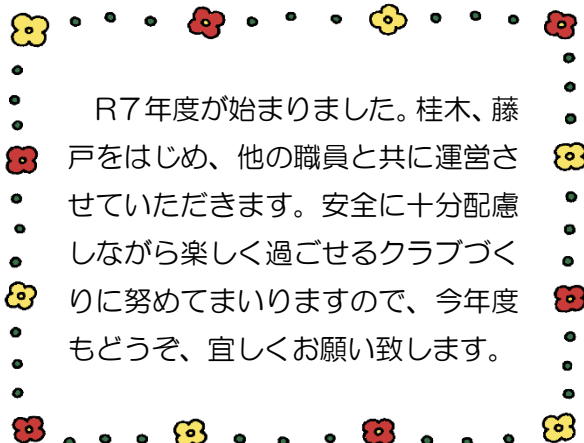 R７年度が始まりました。桂木、藤
戸をはじめ、他の職員と共に運営さ
せていただきます。安全に十分配慮
しながら楽しく過ごせるクラブづく
りに努めてまいりますので、今年度
もどうぞ、宜しくお願い致します。